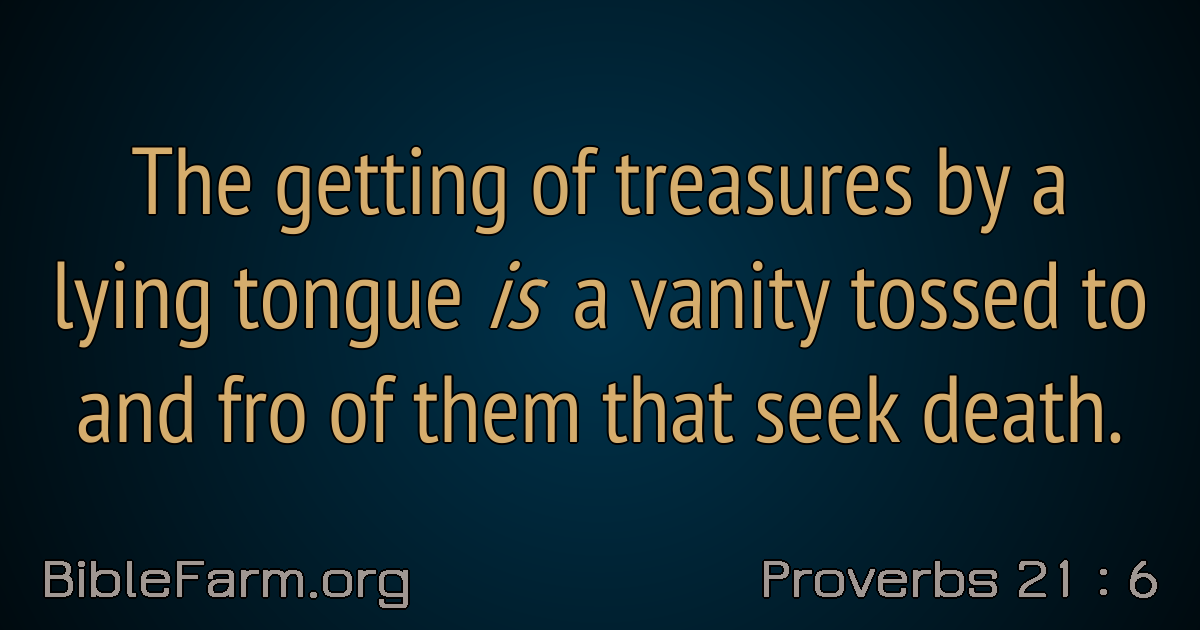 The getting of treasures by a
lying tongue is a vanity tossed to
and fro of them that seek death.
BibleFarm.org
Proverbs 21 : 6